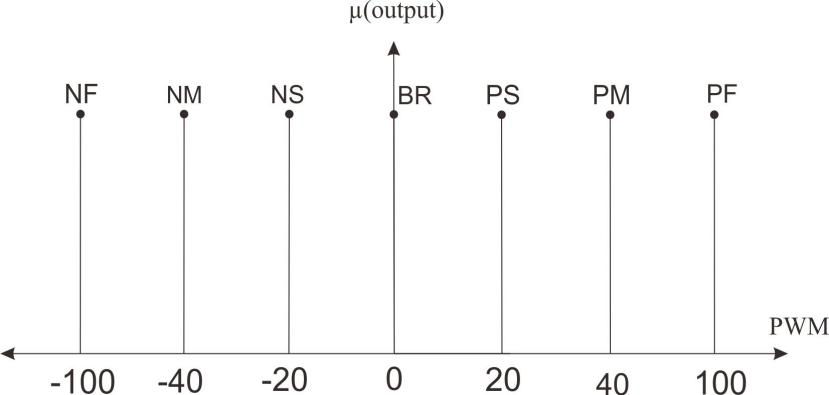 µ(output)
NF NM NS BR PS PM PF
PWM
-100 -40 -20 0 20 40 100